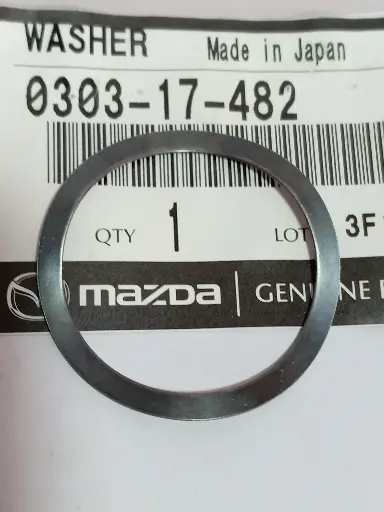 WASHER Made in Japan
0303-17-482
QTY 1 LOT 3F
mazda GENUINE